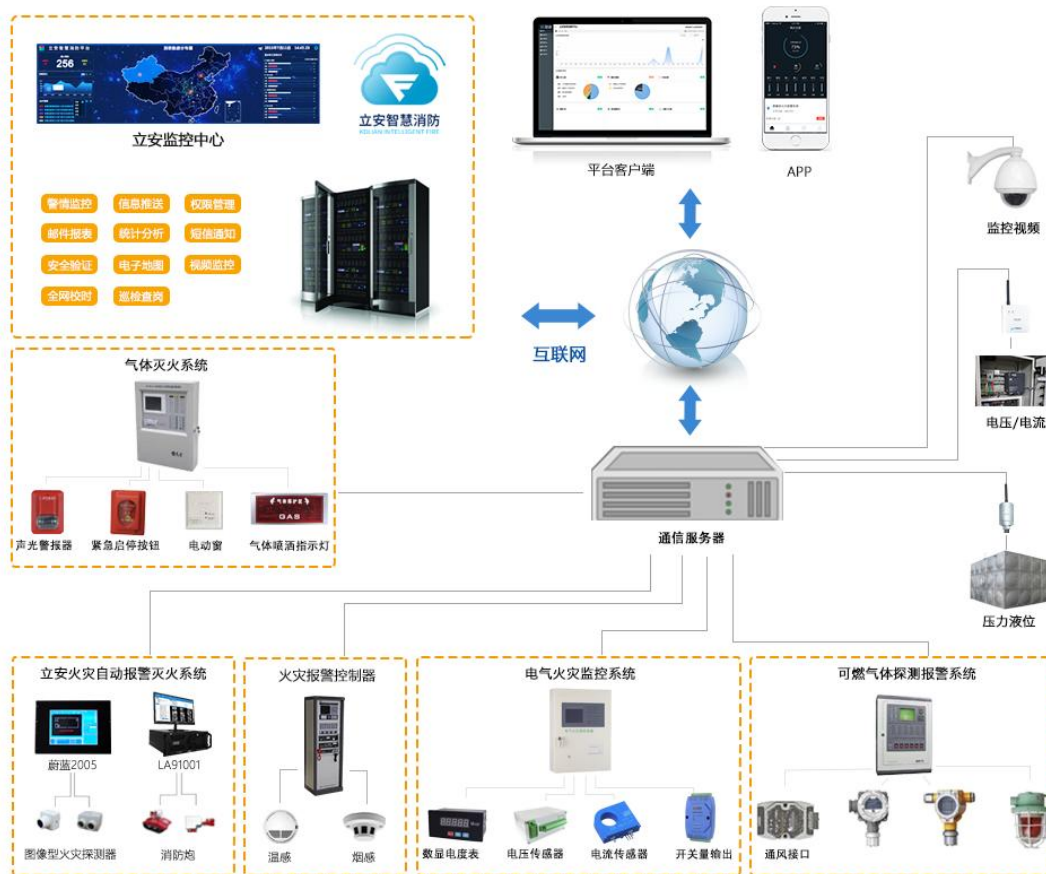 立安智慧消防平台
256
立安监控中心
立安智慧消防
警情监控
信息推送
权限管理
邮件报表
统计分析
短信通知
安全验证
电子地图
视频监控
全网校时
巡检查岗
平台客户端
APP
监控视频
互联网
电压/电流
通信服务器
压力液位
气体灭火系统
声光警报器
紧急启停按钮
电动窗
GAS
气体喷洒指示灯
立安火灾自动报警灭火系统
蔚蓝2005
LA91001
图像型火灾探测器
消防炮
火灾报警控制器
温感
烟感
电气火灾监控系统
数显电度表
电压传感器
电流传感器
开关量输出
可燃气体探测报警系统
通风接口